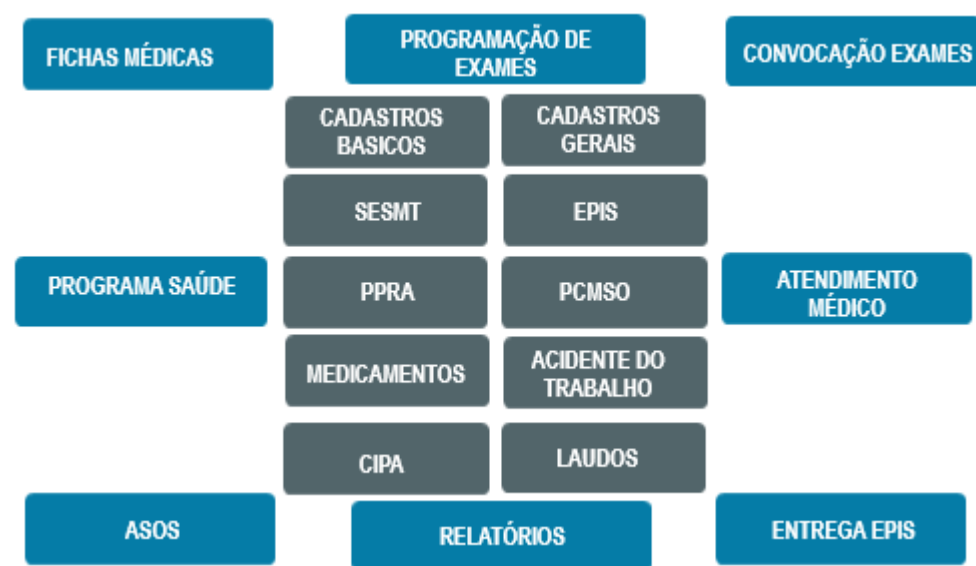 FICHAS MÉDICAS
PROGRAMAÇÃO DE
EXAMES
CONVOCAÇÃO EXAMES
CADASTROS
BASICOS
CADASTROS
GERAIS
SESMT
EPIS
PROGRAMA SAÚDE
PPRA
PCMSO
ATENDIMENTO
MÉDICO
MEDICAMENTOS
ACIDENTE DO
TRABALHO
CIPA
LAUDOS
ASOS
RELATÓRIOS
ENTREGA EPIS